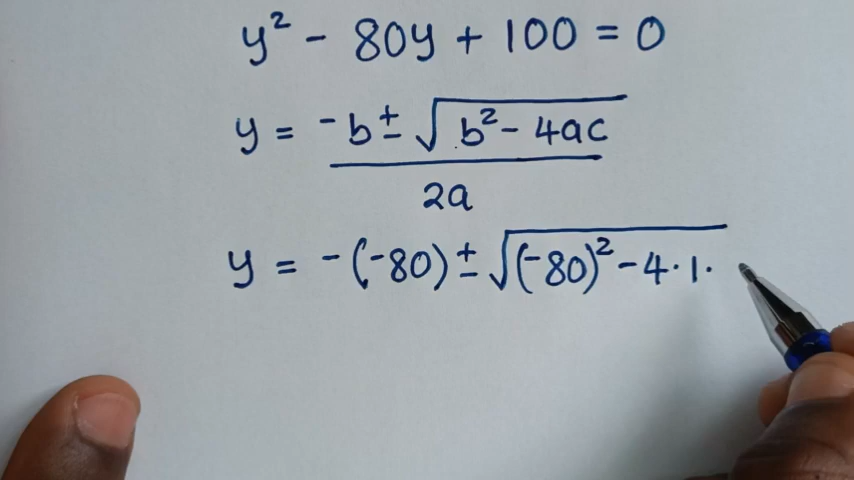 y² - 80y + 100 = 0
y = -b ± √(b² - 4ac)
2a
y = -(-80) ± √((-80)² - 4·1·